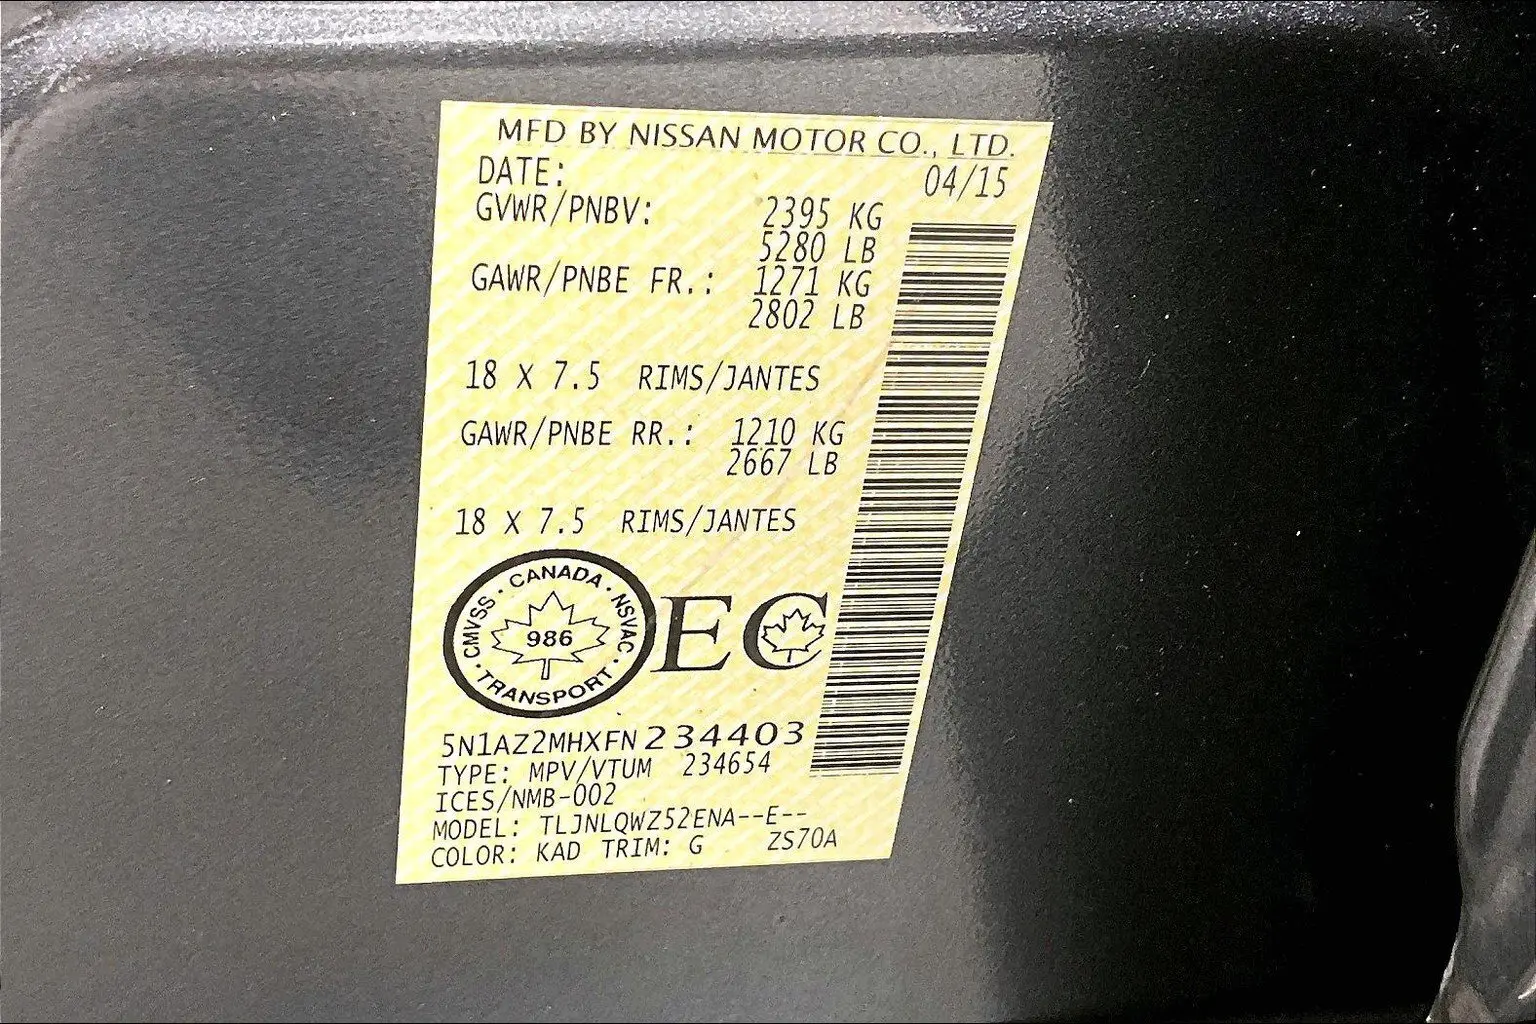 MFD BY NISSAN MOTOR CO., LTD.
DATE: 04/15
GVWR/PNBV: 2395 KG
5280 LB
GAWR/PNBE FR.: 1271 KG
2802 LB
18 X 7.5 RIMS/JANTES
GAWR/PNBE RR.: 1210 KG
2667 LB
18 X 7.5 RIMS/JANTES
CANADA · NSVAC · TRANSPORT · CMVSS ·
986
EC
5N1AZ2MHXFN234403
TYPE: MPV/VTUM 234654
ICES/NMB-002
MODEL: TLJNLQWZ52ENA--E--
COLOR: KAD TRIM: G ZS70A